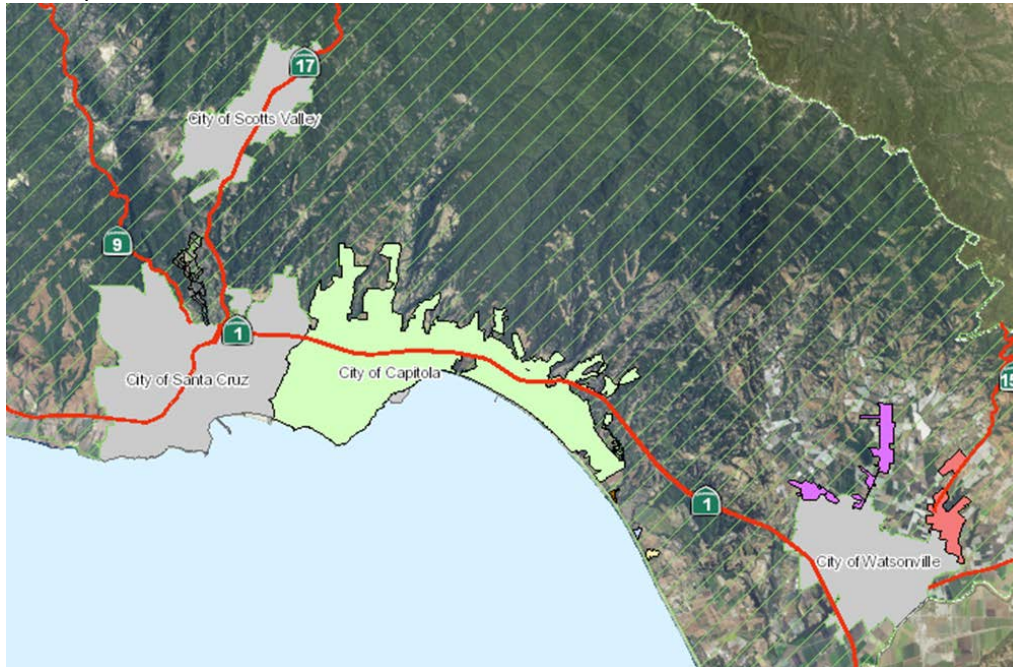 17
City of Scotts Valley
9
1
City of Santa Cruz
City of Capitola
15
1
City of Watsonville